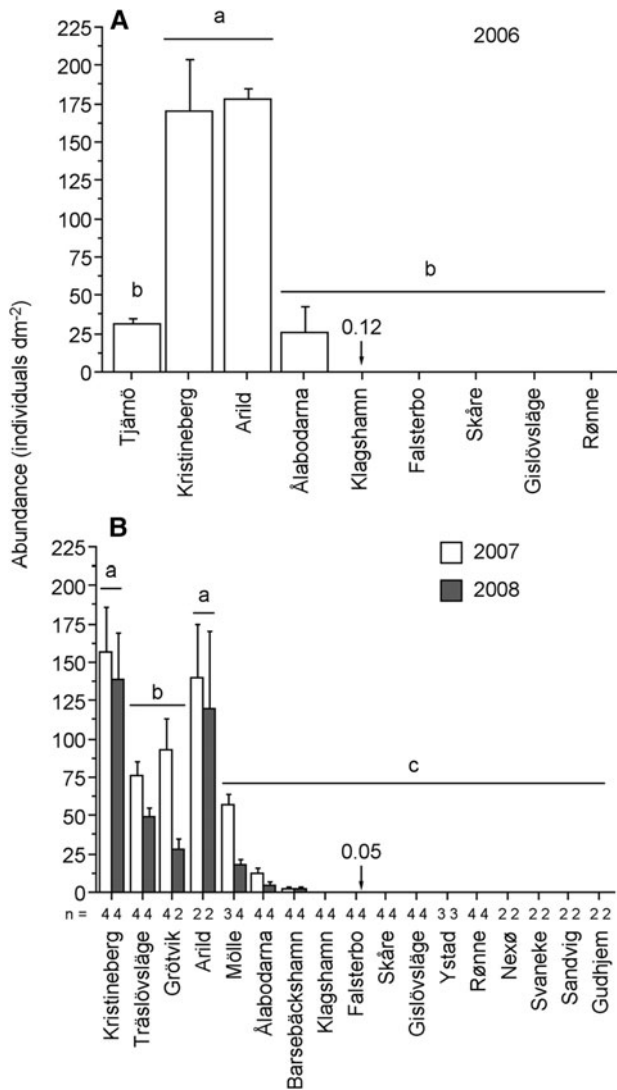 A
a
2006
225
200
175
150
125
100
75
50
25
0
b
b
0.12
Tjärnö
Kristineberg
Arild
Ålabodarna
Klagshamn
Falsterbo
Skåre
Gislövsläge
Rønne
Abundance (individuals dm-2)
B
2007
2008
225
200
175
150
125
100
75
50
25
0
a
b
a
c
0.05
n = 4 4 4 4 4 2 2 2 3 4 4 4 4 4 4 4 4 4 4 4 4 4 3 3 4 4 2 2 2 2 2 2 2 2
Kristineberg
Träslövsläge
Grötvik
Arild
Mölle
Ålabodarna
Barsebäckshamn
Klagshamn
Falsterbo
Skåre
Gislövsläge
Ystad
Rønne
Nexø
Svaneke
Sandvig
Gudhjem